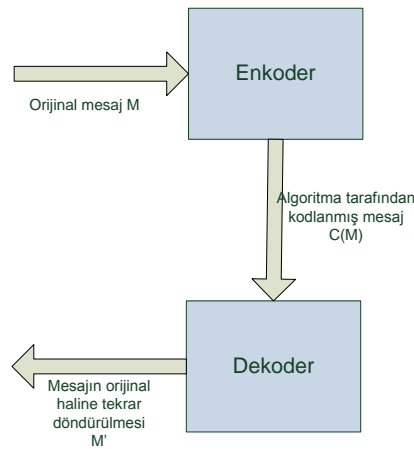 Enkoder
Orijinal mesaj M
Algoritma tarafından
kodlanmış mesaj
C(M)
Dekoder
Mesajın orijinal
haline tekrar
döndürülmesi
M'